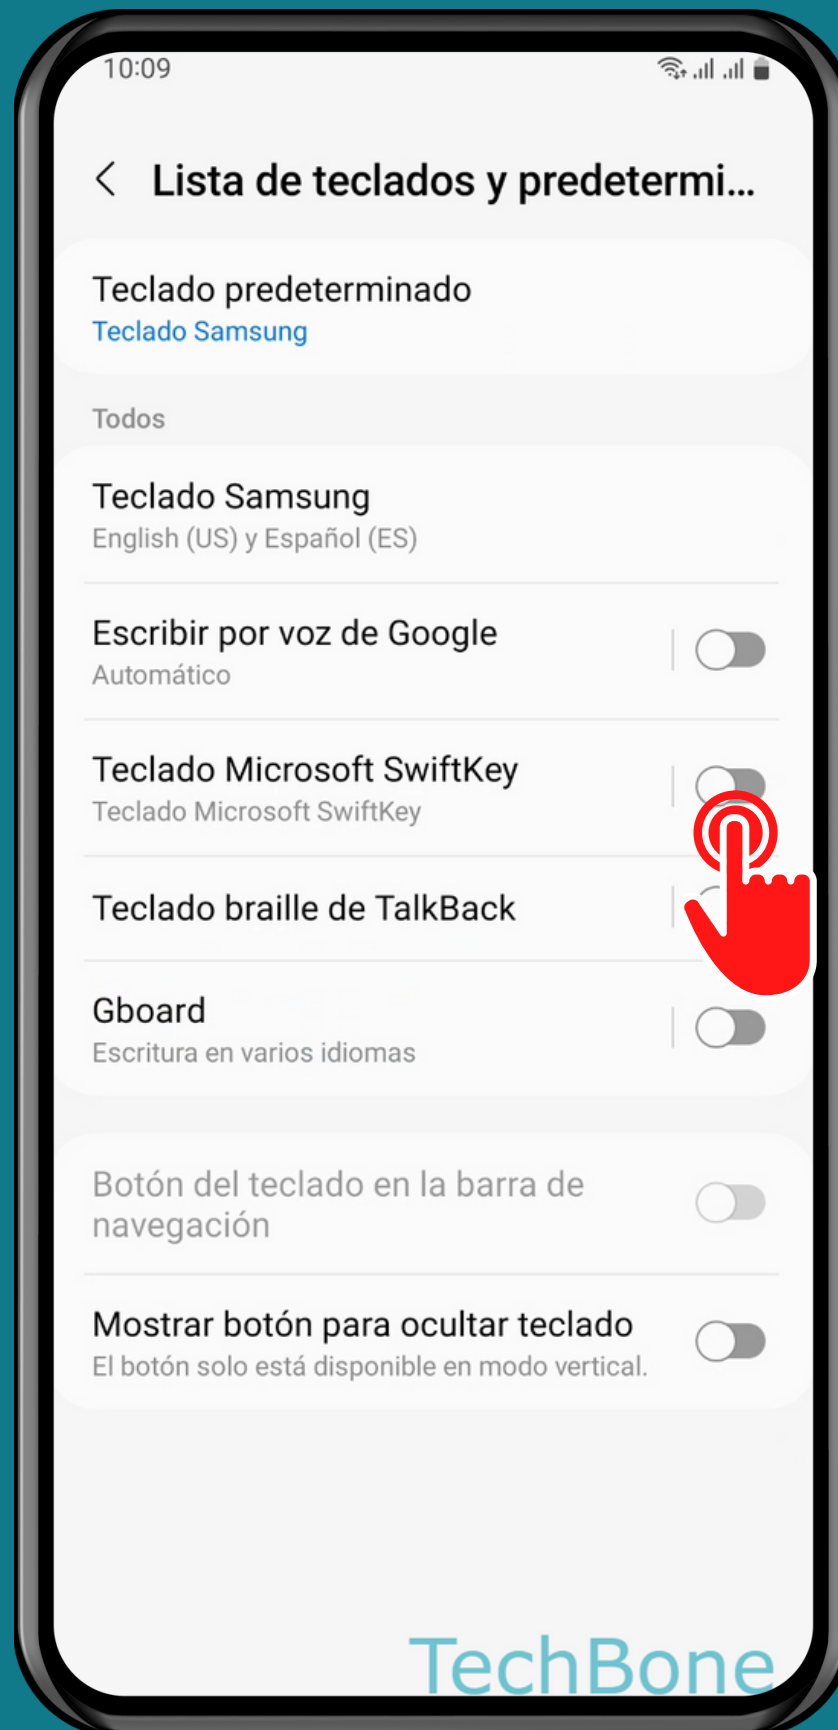 10:09
Lista de teclados y predetermi...
Teclado predeterminado
Teclado Samsung
Todos
Teclado Samsung
English (US) y Español (ES)
Escribir por voz de Google
Automático
Teclado Microsoft SwiftKey
Teclado Microsoft SwiftKey
Teclado braille de TalkBack
Gboard
Escritura en varios idiomas
Botón del teclado en la barra de
navegación
Mostrar botón para ocultar teclado
El botón solo está disponible en modo vertical.
TechBone